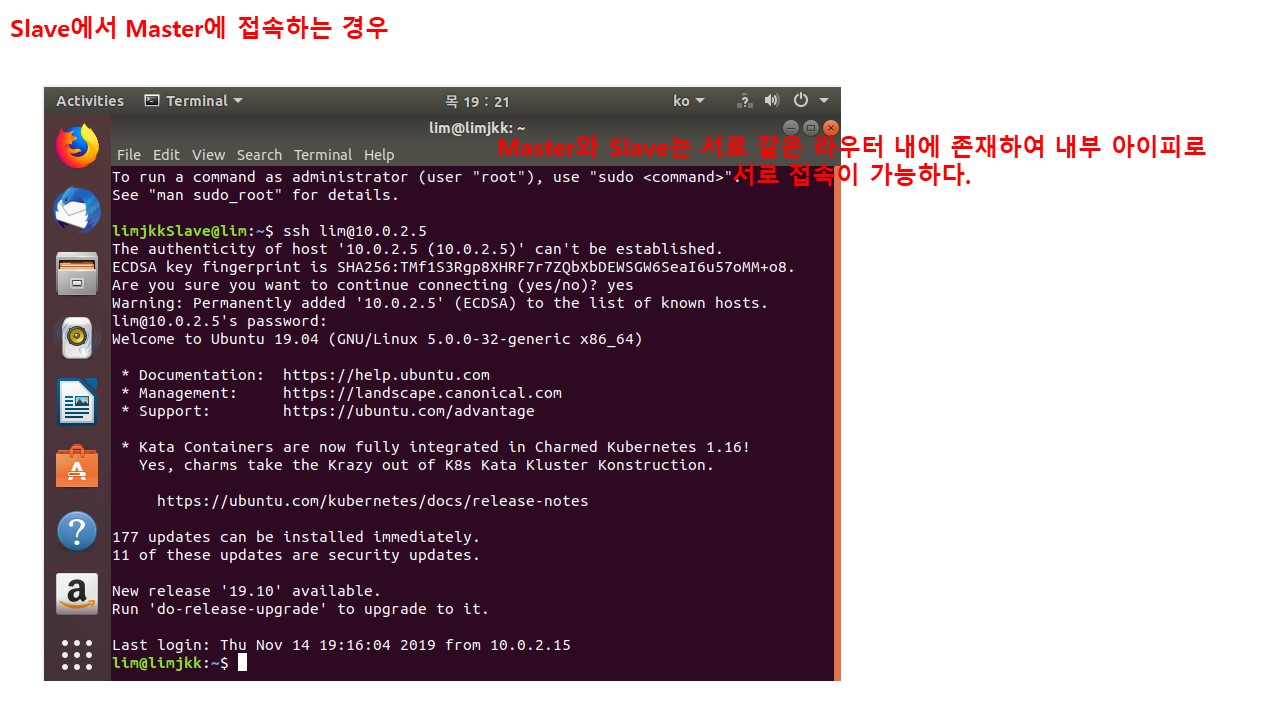 Slave에서 Master에 접속하는 경우
Activities Terminal 목 19 : 21 ko
lim@limjkk: ~
Master와 Slave는 서로 같은 라우터 내에 존재하여 내부 아이피로
서로 접속이 가능하다.
File Edit View Search Terminal Help
To run a command as administrator (user "root"), use "sudo <command>".
See "man sudo_root" for details.
limjkkSlave@lim:~$ ssh lim@10.0.2.5
The authenticity of host '10.0.2.5 (10.0.2.5)' can't be established.
ECDSA key fingerprint is SHA256:TMf1S3Rgp8XHRF7r7ZQbXbDEWSGW6SeaI6u57oMM+o8.
Are you sure you want to continue connecting (yes/no)? yes
Warning: Permanently added '10.0.2.5' (ECDSA) to the list of known hosts.
lim@10.0.2.5's password:
Welcome to Ubuntu 19.04 (GNU/Linux 5.0.0-32-generic x86_64)
* Documentation: https://help.ubuntu.com
* Management: https://landscape.canonical.com
* Support: https://ubuntu.com/advantage
* Kata Containers are now fully integrated in Charmed Kubernetes 1.16!
Yes, charms take the Krazy out of K8s Kata Kluster Konstruction.
https://ubuntu.com/kubernetes/docs/release-notes
177 updates can be installed immediately.
11 of these updates are security updates.
New release '19.10' available.
Run 'do-release-upgrade' to upgrade to it.
Last login: Thu Nov 14 19:16:04 2019 from 10.0.2.15
lim@limjkk:~$